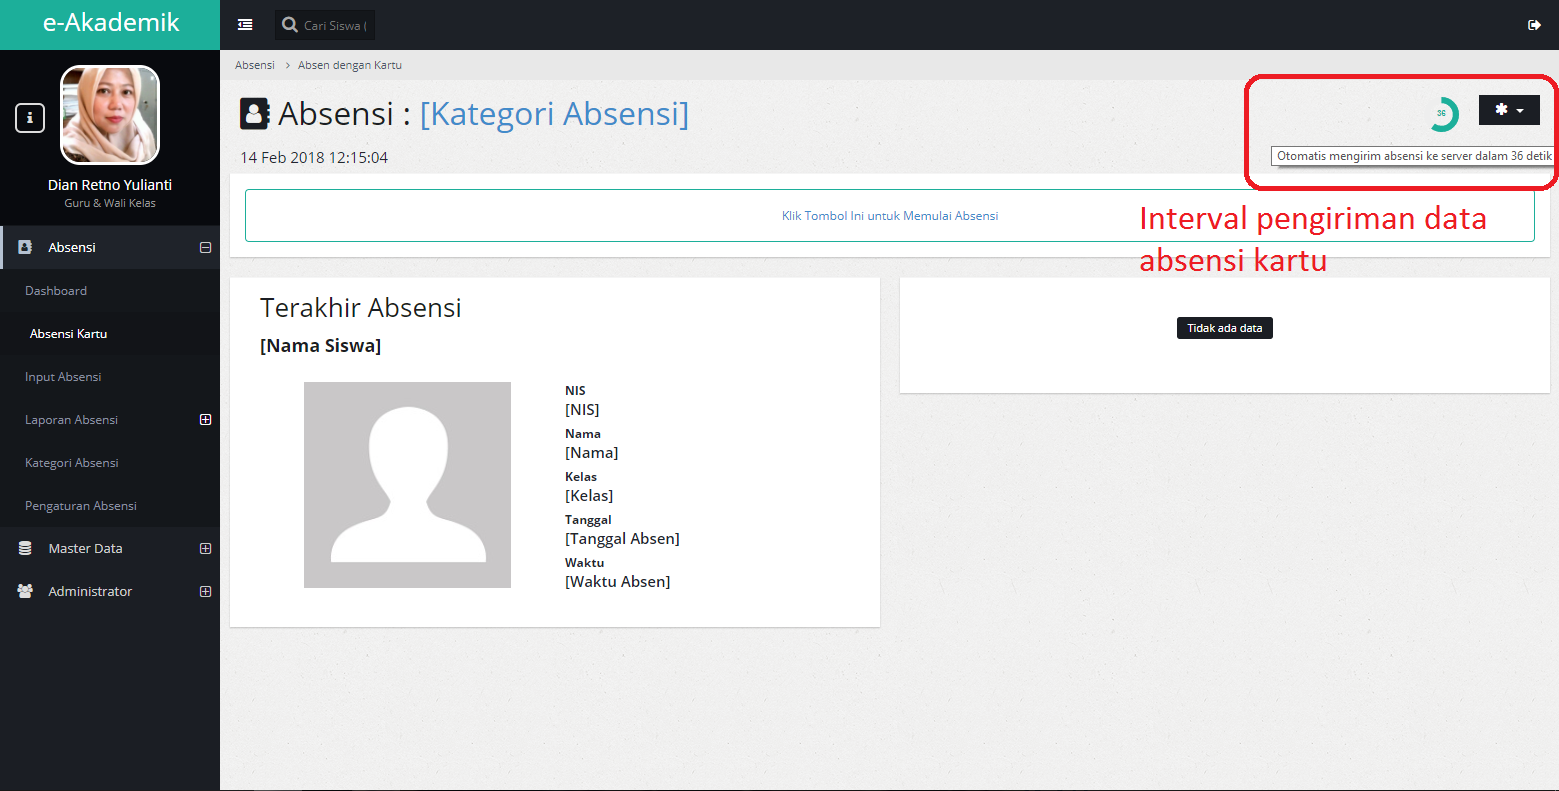 e-Akademik
Cari Siswa (
Dian Retno Yulianti
Guru & Wali Kelas
Absensi
Dashboard
Absensi Kartu
Input Absensi
Laporan Absensi
Kategori Absensi
Pengaturan Absensi
Master Data
Administrator
Absensi > Absen dengan Kartu
Absensi : [Kategori Absensi]
36
14 Feb 2018 12:15:04
Otomatis mengirim absensi ke server dalam 36 detik
Klik Tombol Ini untuk Memulai Absensi
Interval pengiriman data
absensi kartu
Terakhir Absensi
[Nama Siswa]
NIS
[NIS]
Nama
[Nama]
Kelas
[Kelas]
Tanggal
[Tanggal Absen]
Waktu
[Waktu Absen]
Tidak ada data